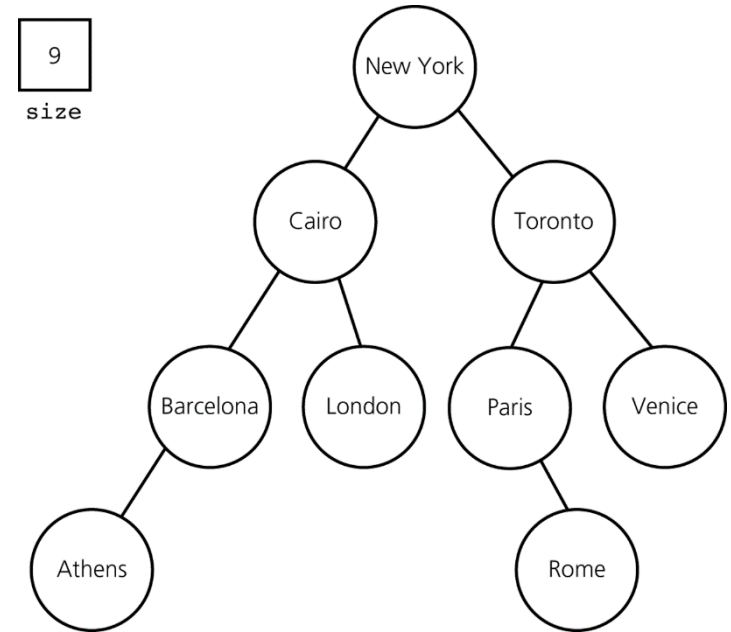 9
size
New York
Cairo
Toronto
Barcelona
London
Paris
Venice
Athens
Rome